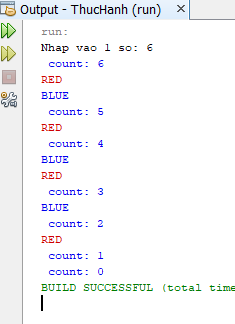 Output - ThucHanh (run) ×
run:
Nhap vao 1 so: 6
count: 6
RED
BLUE
count: 5
RED
count: 4
BLUE
RED
count: 3
BLUE
count: 2
RED
count: 1
count: 0
BUILD SUCCESSFUL (total time